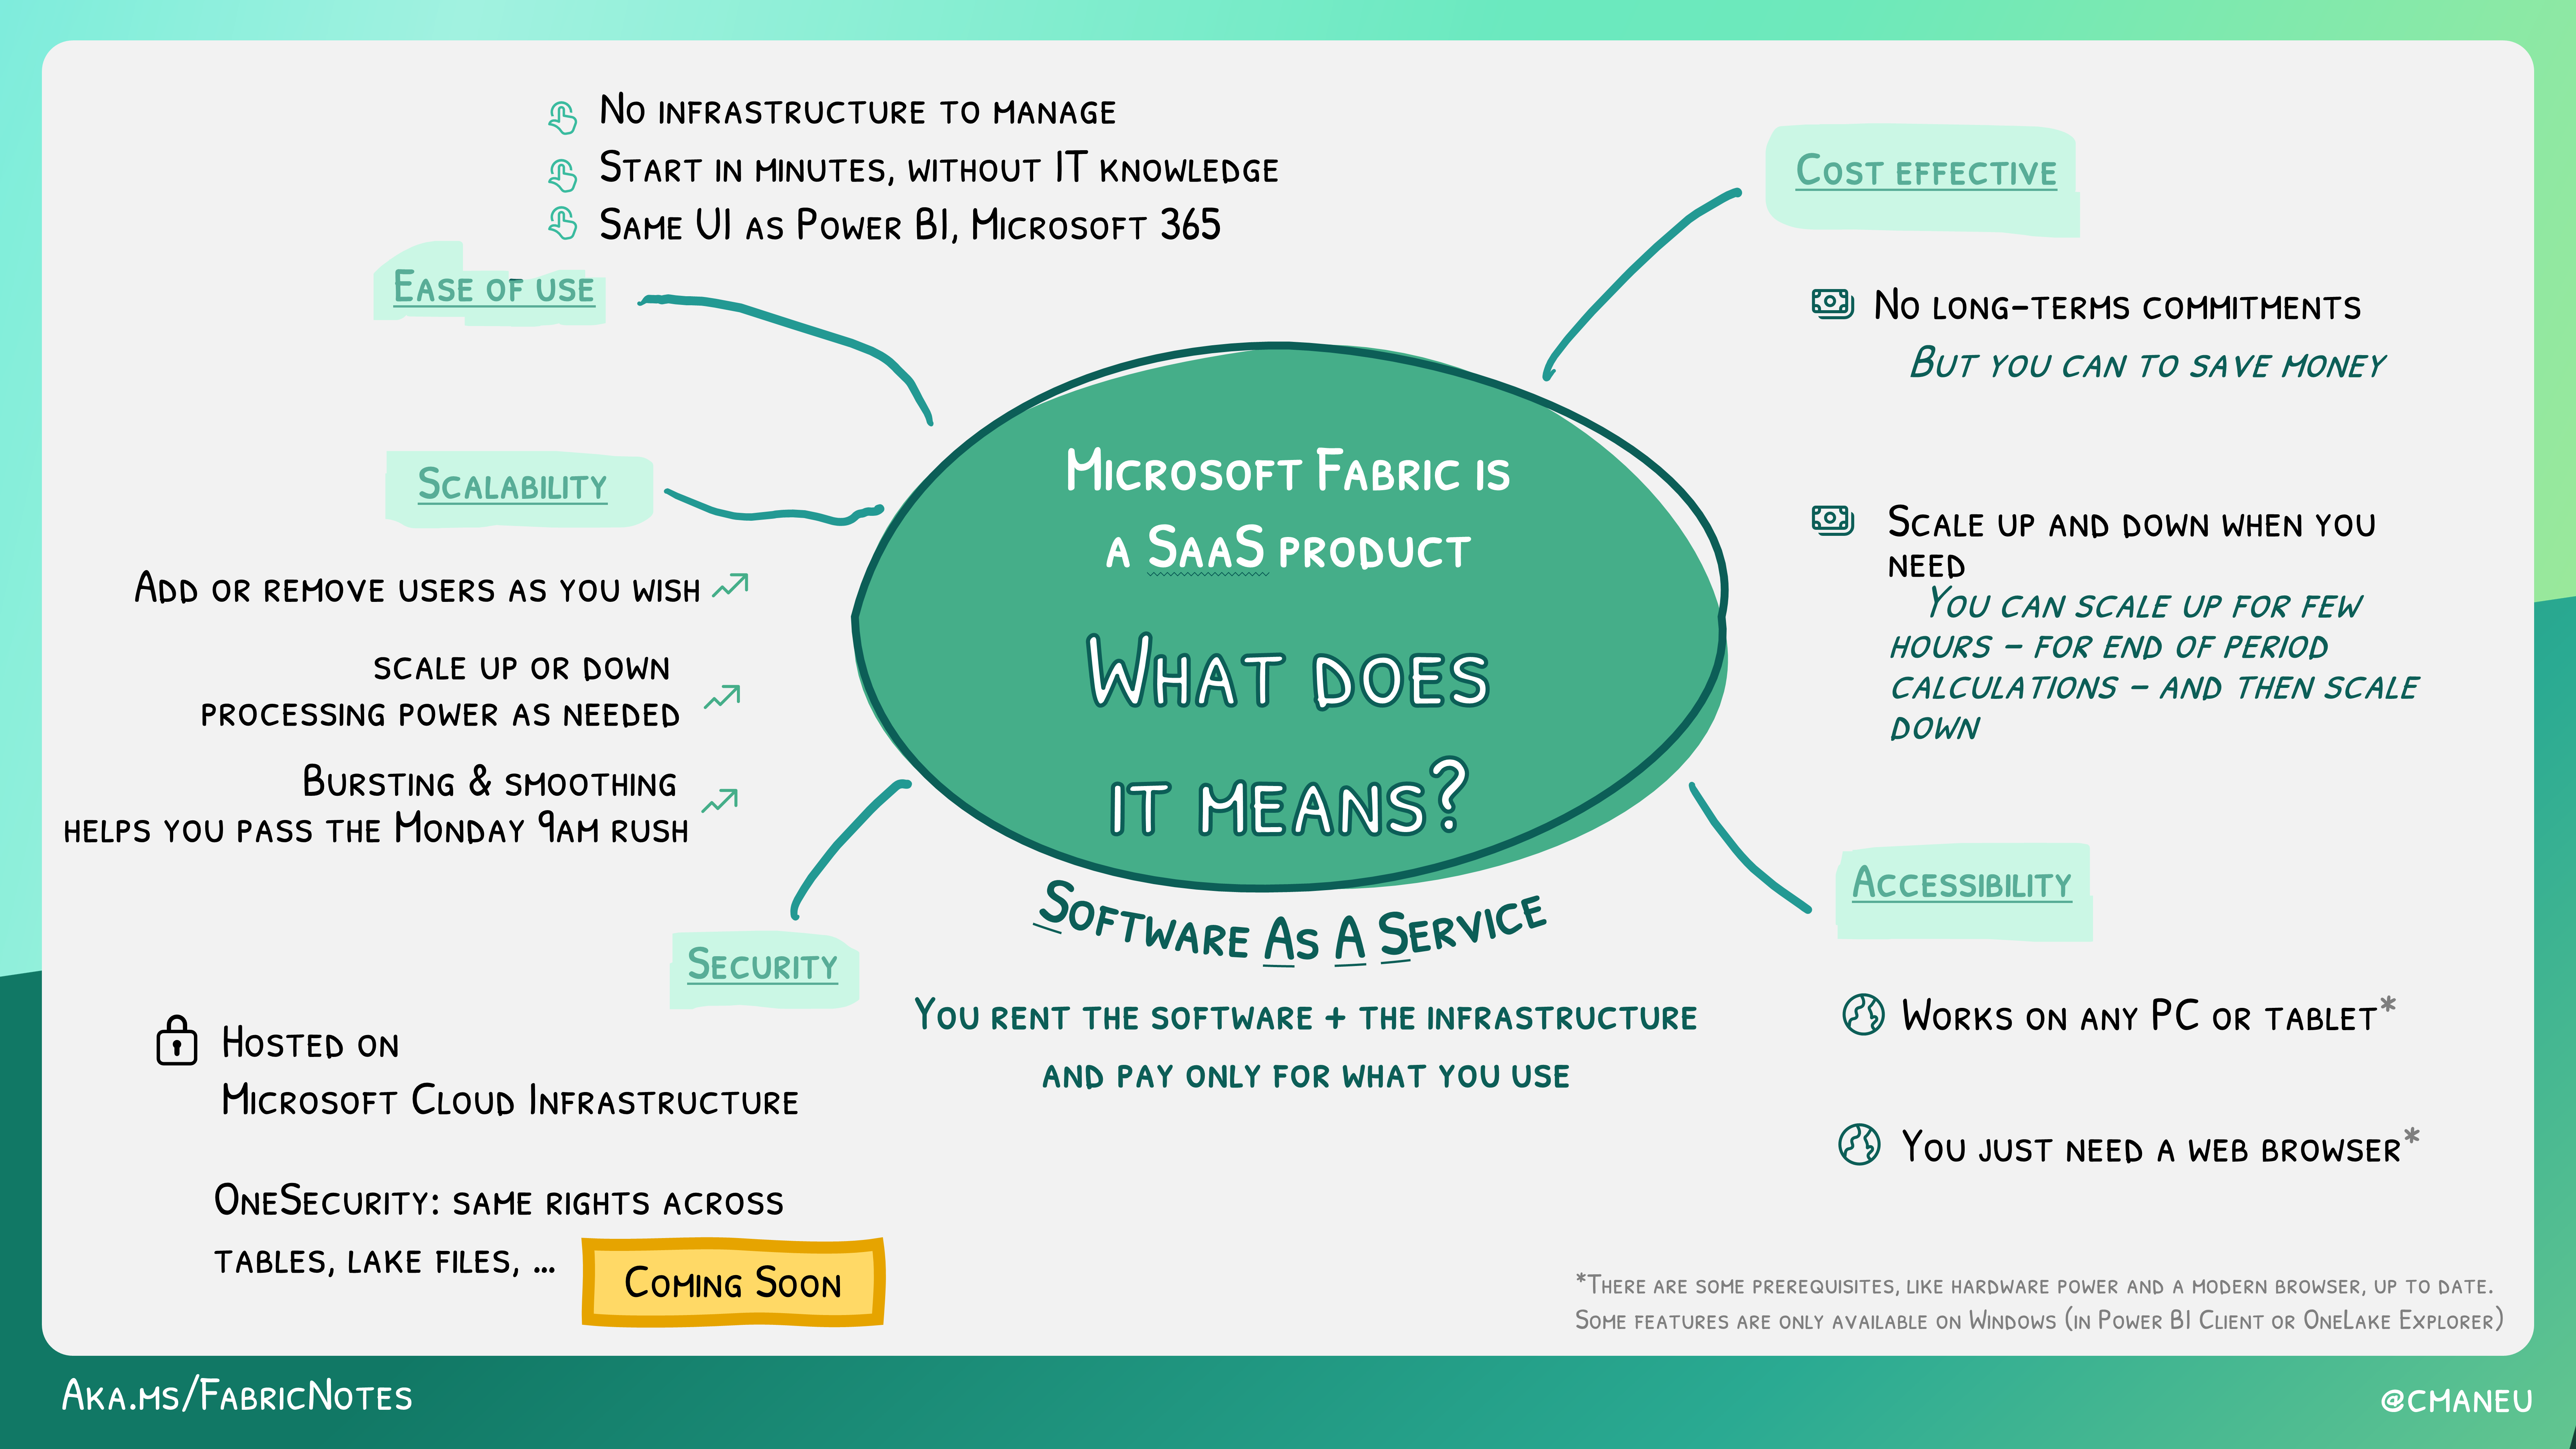 No infrastructure to manage
Start in minutes, without IT knowledge
Same UI as Power BI, Microsoft 365
Ease of use
Scalability
Add or remove users as you wish
scale up or down
processing power as needed
Bursting & smoothing
helps you pass the Monday 9am rush
Security
Hosted on
Microsoft Cloud Infrastructure
OneSecurity: same rights across
tables, lake files, ...
Coming Soon
Microsoft Fabric is
a SaaS product
What does
it means?
Software As A Service
You rent the software + the infrastructure
and pay only for what you use
Cost effective
No long-terms commitments
But you can to save money
Scale up and down when you
need
You can scale up for few
hours – for end of period
calculations – and then scale
down
Accessibility
Works on any PC or tablet*
You just need a web browser*
*There are some prerequisites, like hardware power and a modern browser, up to date.
Some features are only available on Windows (in Power BI Client or OneLake Explorer)
Aka.ms/FabricNotes
@cmaneu